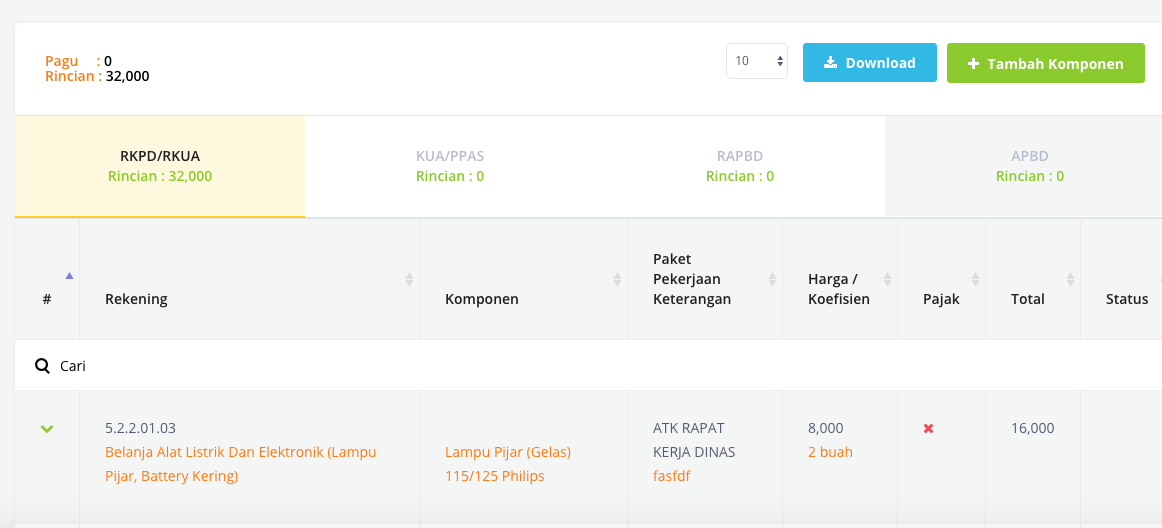 Pagu : 0
Rincian : 32,000
10
Download
Tambah Komponen
RKPD/RKUA
Rincian : 32,000
KUA/PPAS
Rincian : 0
RAPBD
Rincian : 0
APBD
Rincian : 0
#
Rekening
Komponen
Paket
Pekerjaan
Keterangan
Harga /
Koefisien
Pajak
Total
Status
Cari
5.2.2.01.03
Belanja Alat Listrik Dan Elektronik (Lampu
Pijar, Battery Kering)
Lampu Pijar (Gelas)
115/125 Philips
ATK RAPAT
KERJA DINAS
fasfdf
8,000
2 buah
16,000